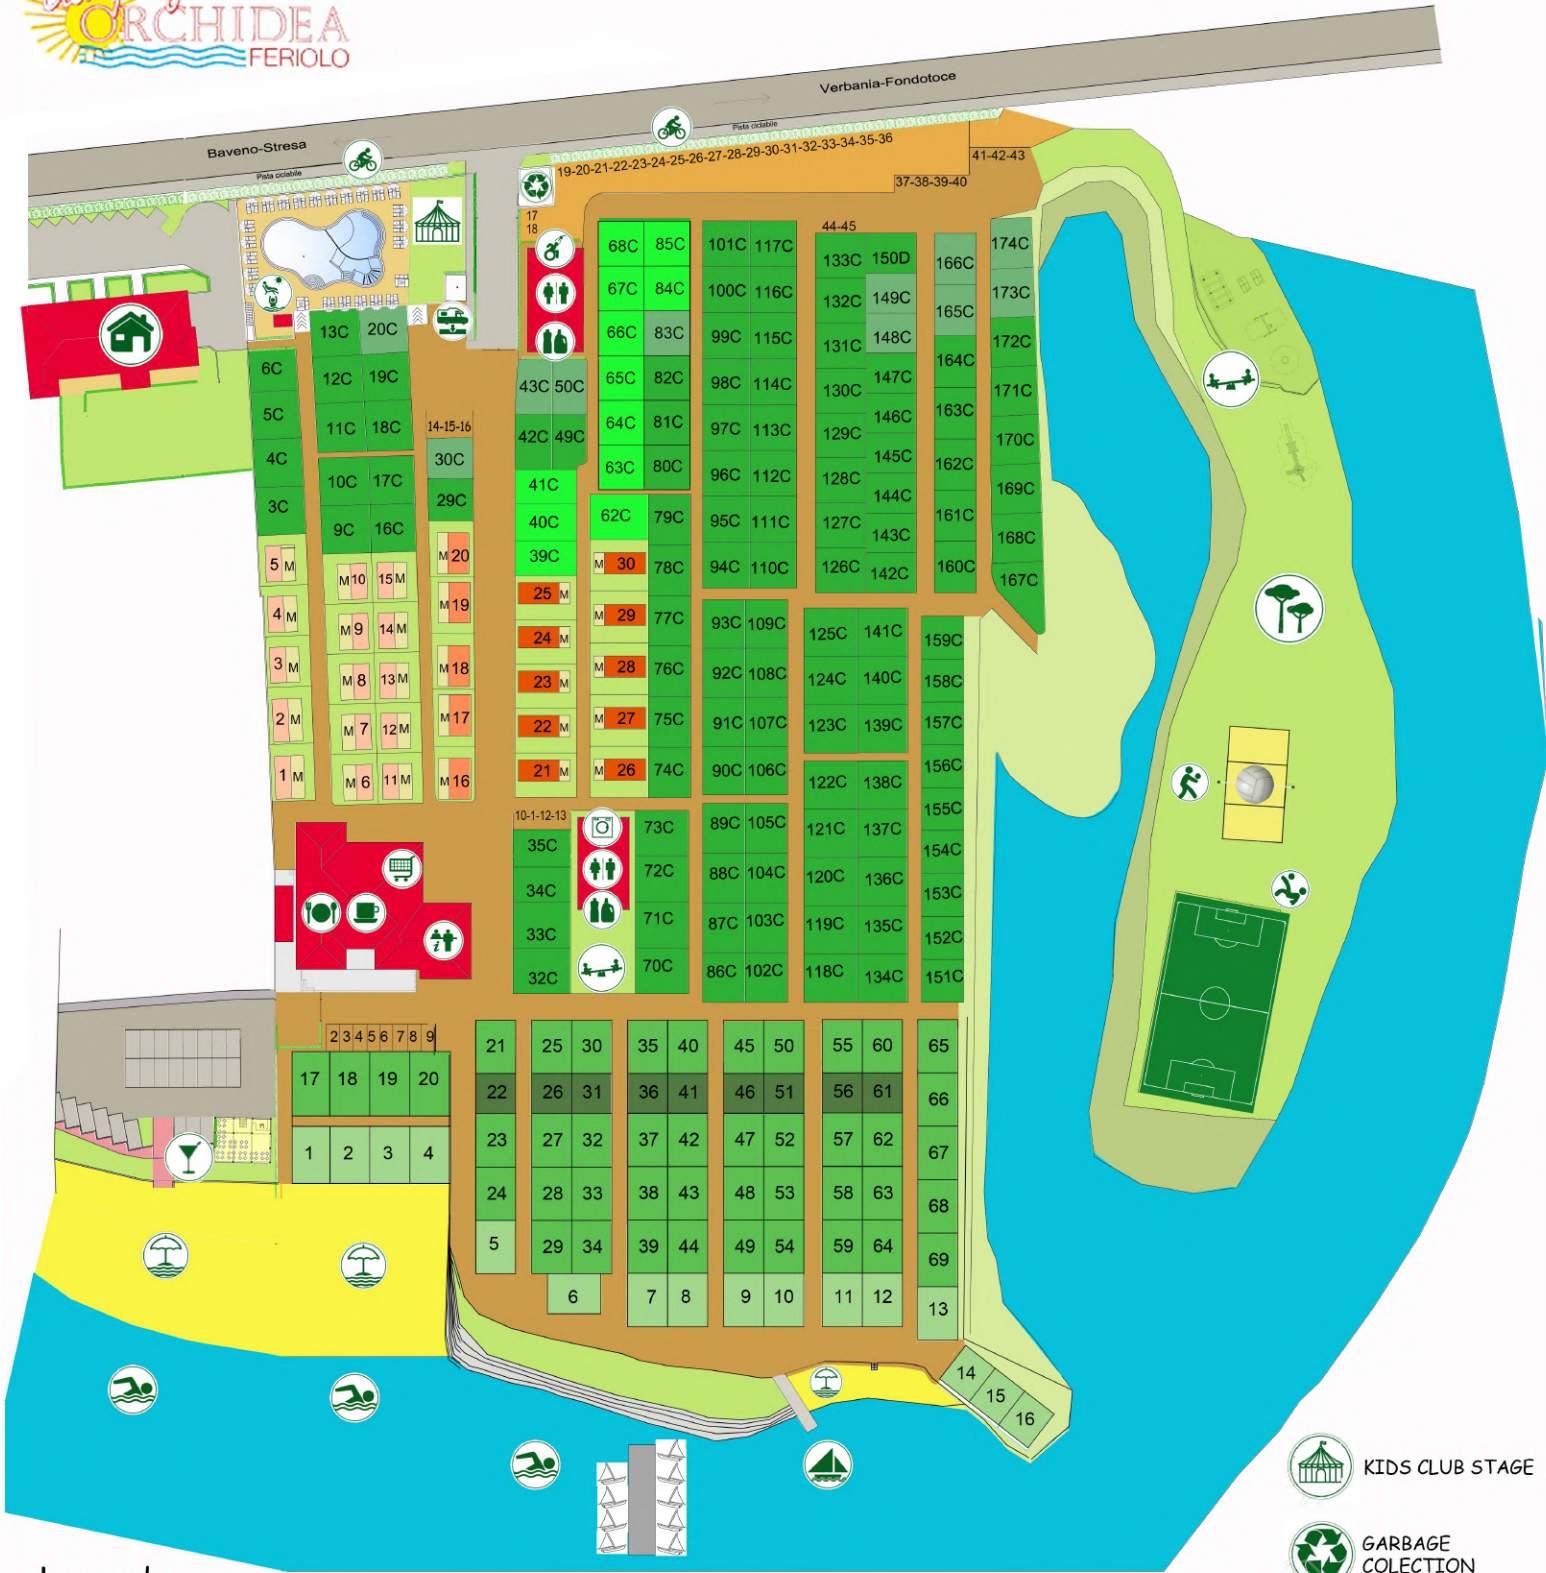 ORCHIDEA
FERIOLO
Verbania-Fondotoce
Baveno-Stresa
Pista ciclabile
Pista ciclabile
19-20-21-22-23-24-25-26-27-28-29-30-31-32-33-34-35-36
41-42-43
37-38-39-40
17
18
44-45
68C 85C
67C 84C
66C 83C
65C 82C
64C 81C
63C 80C
62C 79C
M 30 78C
M 29 77C
M 28 76C
M 27 75C
M 26 74C
101C 117C
100C 116C
99C 115C
98C 114C
97C 113C
96C 112C
95C 111C
94C 110C
93C 109C
92C 108C
91C 107C
90C 106C
89C 105C
88C 104C
87C 103C
86C 102C
133C 150D
132C 149C
131C 148C
130C 147C
129C 146C
128C 145C
127C 144C
126C 143C
142C
125C 141C
124C 140C
123C 139C
122C 138C
121C 137C
120C 136C
119C 135C
118C 134C
166C
165C
164C
163C
162C
161C
160C
174C
173C
172C
171C
170C
169C
168C
167C
159C
158C
157C
156C
155C
154C
153C
152C
151C
6C
5C
4C
3C
5 M
4 M
3 M
2 M
1 M
13C 20C
12C 19C
11C 18C
10C 17C
9C 16C
M 10 15 M
M 9 14 M
M 8 13 M
M 7 12 M
M 6 11 M
14-15-16
30C
29C
M 20
M 19
M 18
M 17
M 16
43C 50C
42C 49C
41C
40C
39C
25 M
24 M
23 M
22 M
21 M
10-1-12-13
35C
34C
33C
32C
73C
72C
71C
70C
2 3 4 5 6 7 8 9
17 18 19 20
1 2 3 4
21
22
23
24
5
25 30
26 31
27 32
28 33
29 34
6
35 40
36 41
37 42
38 43
39 44
7 8
45 50
46 51
47 52
48 53
49 54
9 10
55 60
56 61
57 62
58 63
59 64
11 12
65
66
67
68
69
13
14
15
16
KIDS CLUB STAGE
GARBAGE
COLECTION